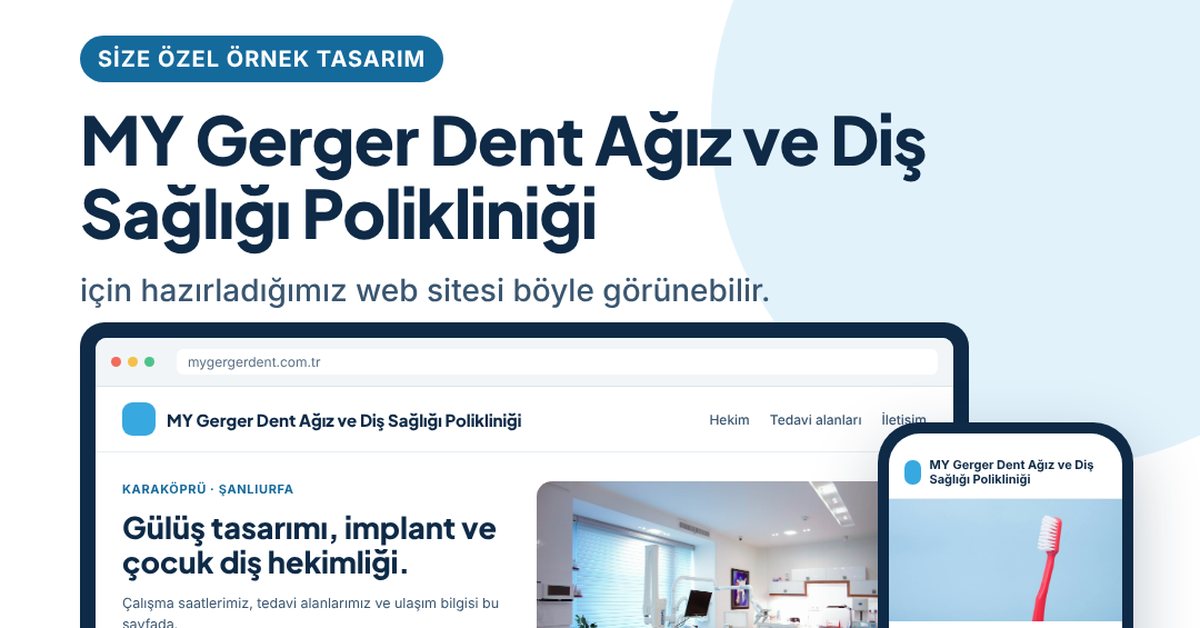 SİZE ÖZEL ÖRNEK TASARIM
MY Gerger Dent Ağız ve Diş
Sağlığı Polikliniği
için hazırladığımız web sitesi böyle görünebilir.
mygergerdent.com.tr
MY Gerger Dent Ağız ve Diş Sağlığı Polikliniği
Hekim Tedavi alanları İletişim
KARAKÖPRÜ · ŞANLIURFA
Gülüş tasarımı, implant ve
çocuk diş hekimliği.
Çalışma saatlerimiz, tedavi alanlarımız ve ulaşım bilgisi bu
sayfada.
MY Gerger Dent Ağız ve Diş
Sağlığı Polikliniği